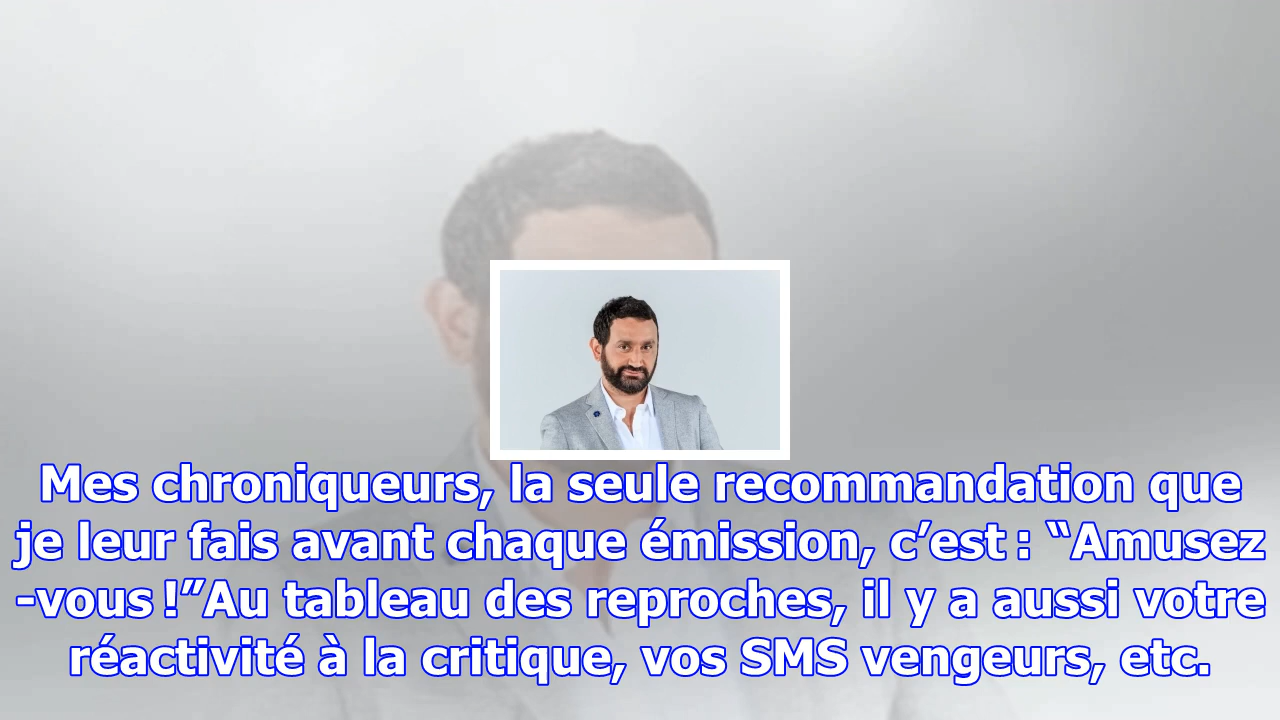 Mes chroniqueurs, la seule recommandation que
je leur fais avant chaque émission, c’est : “Amusez
-vous !”Au tableau des reproches, il y a aussi votre
réactivité à la critique, vos SMS vengeurs, etc.